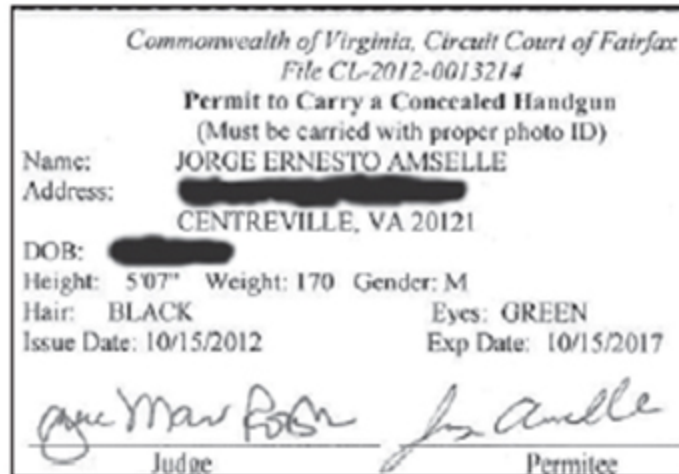 Commonwealth of Virginia, Circuit Court of Fairfax
File CL-2012-0013214
Permit to Carry a Concealed Handgun
(Must be carried with proper photo ID)
Name: JORGE ERNESTO AMSELLE
Address:
CENTREVILLE, VA 20121
DOB:
Height: 5'07" Weight: 170 Gender: M
Hair: BLACK Eyes: GREEN
Issue Date: 10/15/2012 Exp Date: 10/15/2017
Judge Permitee